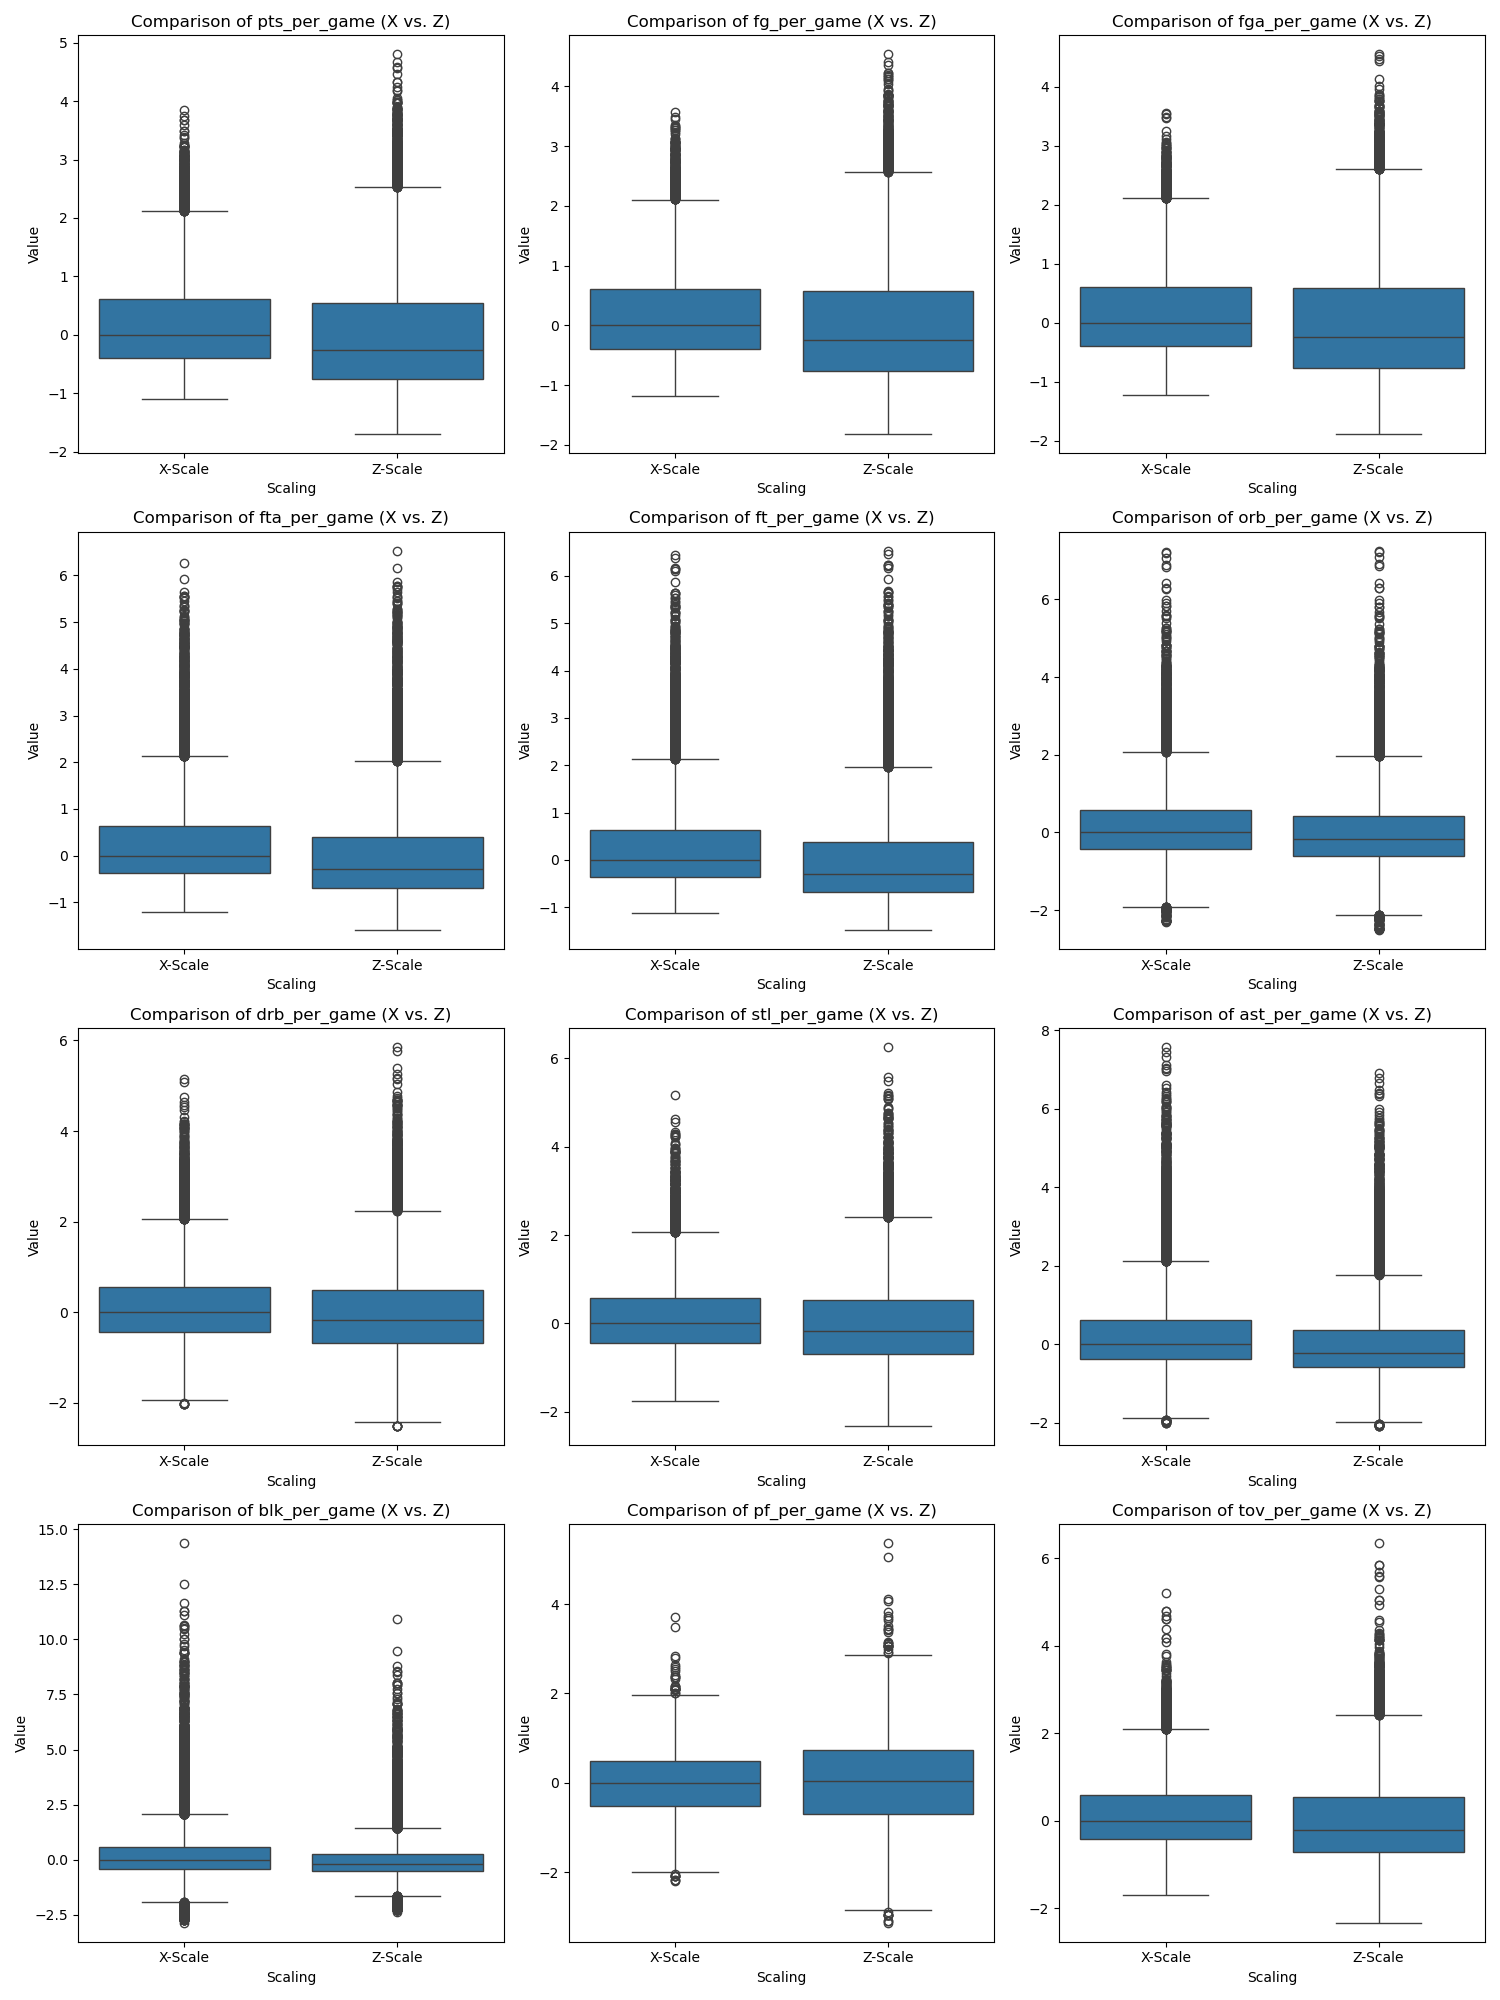 Comparison of pts_per_game (X vs. Z)
Comparison of fg_per_game (X vs. Z)
Comparison of fga_per_game (X vs. Z)
5
4
3
2
1
0
−1
−2
Value
X-Scale
Z-Scale
Scaling
4
3
2
1
0
−1
−2
Value
X-Scale
Z-Scale
Scaling
4
3
2
1
0
−1
−2
Value
X-Scale
Z-Scale
Scaling
Comparison of fta_per_game (X vs. Z)
Comparison of ft_per_game (X vs. Z)
Comparison of orb_per_game (X vs. Z)
6
5
4
3
2
1
0
−1
Value
X-Scale
Z-Scale
Scaling
6
5
4
3
2
1
0
−1
Value
X-Scale
Z-Scale
Scaling
6
4
2
0
−2
Value
X-Scale
Z-Scale
Scaling
Comparison of drb_per_game (X vs. Z)
Comparison of stl_per_game (X vs. Z)
Comparison of ast_per_game (X vs. Z)
6
4
2
0
−2
Value
X-Scale
Z-Scale
Scaling
6
4
2
0
−2
Value
X-Scale
Z-Scale
Scaling
8
6
4
2
0
−2
Value
X-Scale
Z-Scale
Scaling
Comparison of blk_per_game (X vs. Z)
Comparison of pf_per_game (X vs. Z)
Comparison of tov_per_game (X vs. Z)
15.0
12.5
10.0
7.5
5.0
2.5
0.0
−2.5
Value
X-Scale
Z-Scale
Scaling
4
2
0
−2
Value
X-Scale
Z-Scale
Scaling
6
4
2
0
−2
Value
X-Scale
Z-Scale
Scaling